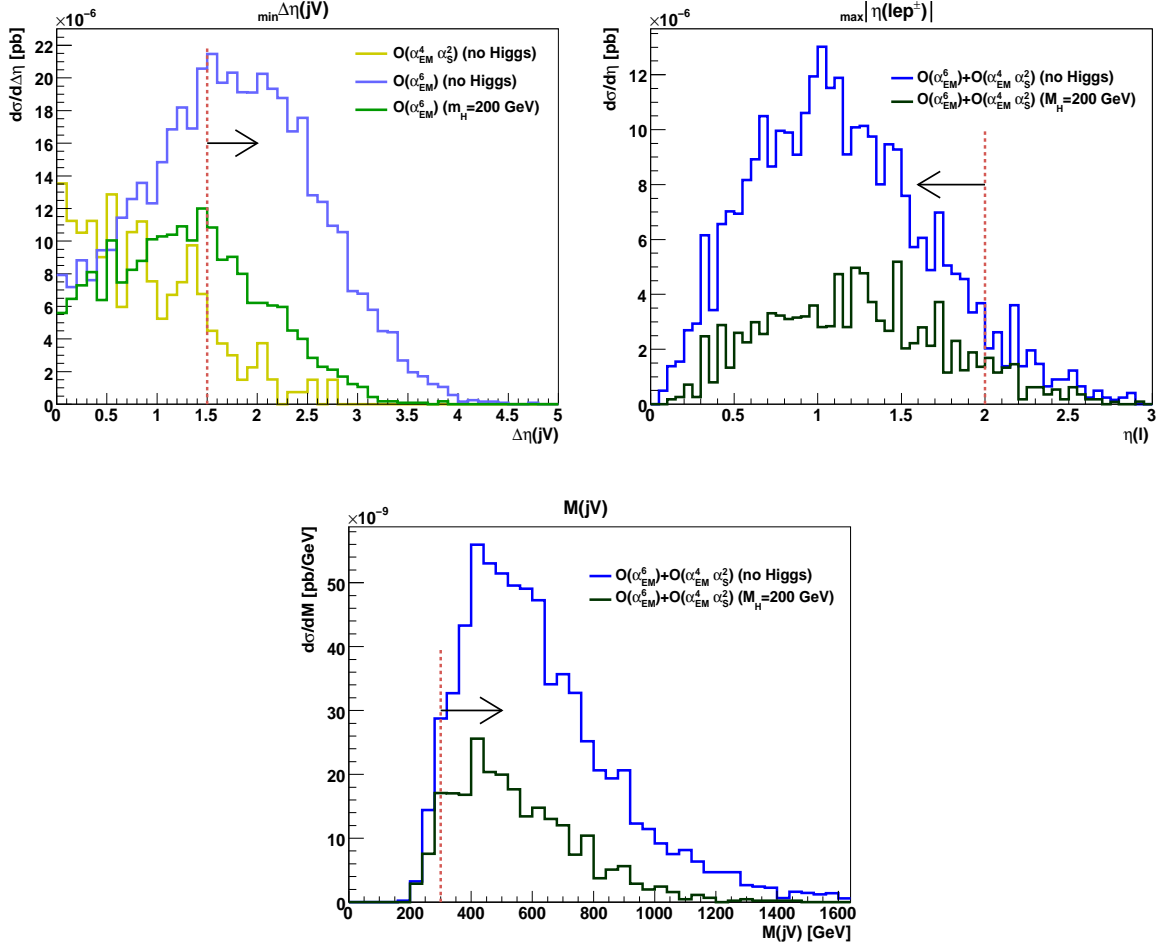 ×10⁻⁶
minΔη(jV)
dσ/dΔη [pb]
O(α⁴EM α²S) (no Higgs)
O(α⁶EM) (no Higgs)
O(α⁶EM) (mH=200 GeV)
22
20
18
16
14
12
10
8
6
4
2
0
0 0.5 1 1.5 2 2.5 3 3.5 4 4.5 5
Δη(jV)
×10⁻⁶
max|η(lep±)|
dσ/dη [pb]
O(α⁶EM)+O(α⁴EM α²S) (no Higgs)
O(α⁶EM)+O(α⁴EM α²S) (MH=200 GeV)
12
10
8
6
4
2
0
0 0.5 1 1.5 2 2.5 3
η(l)
×10⁻⁹
M(jV)
dσ/dM [pb/GeV]
O(α⁶EM)+O(α⁴EM α²S) (no Higgs)
O(α⁶EM)+O(α⁴EM α²S) (MH=200 GeV)
50
40
30
20
10
0
0 200 400 600 800 1000 1200 1400 1600
M(jV) [GeV]